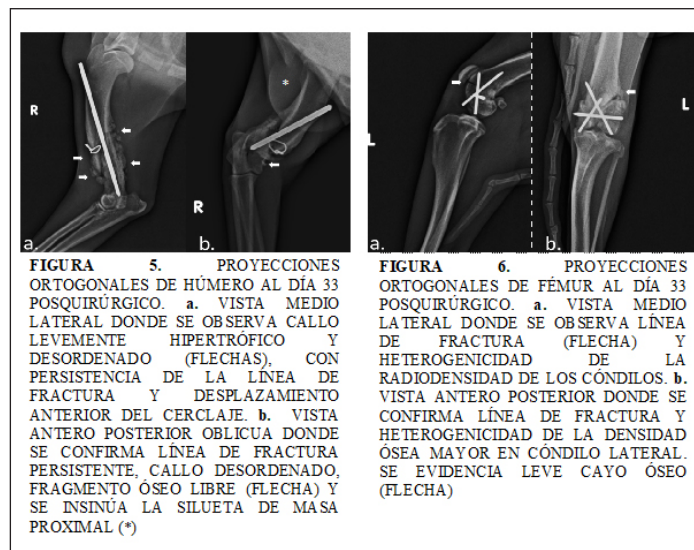 R
*
R
a.
b.
L
L
a.
b.
FIGURA 5. PROYECCIONES
ORTOGONALES DE HÚMERO AL DÍA 33
POSQUIRÚRGICO. a. VISTA MEDIO
LATERAL DONDE SE OBSERVA CALLO
LEVEMENTE HIPERTRÓFICO Y
DESORDENADO (FLECHAS), CON
PERSISTENCIA DE LA LÍNEA DE
FRACTURA Y DESPLAZAMIENTO
ANTERIOR DEL CERCLAJE. b. VISTA
ANTERO POSTERIOR OBLICUA DONDE
SE CONFIRMA LÍNEA DE FRACTURA
PERSISTENTE, CALLO DESORDENADO,
FRAGMENTO ÓSEO LIBRE (FLECHA) Y
SE INSINÚA LA SILUETA DE MASA
PROXIMAL (*)
FIGURA 6. PROYECCIONES
ORTOGONALES DE FÉMUR AL DÍA 33
POSQUIRÚRGICO. a. VISTA MEDIO
LATERAL DONDE SE OBSERVA LÍNEA
DE FRACTURA (FLECHA) Y
HETEROGENICIDAD DE LA
RADIODENSIDAD DE LOS CÓNDILOS. b.
VISTA ANTERO POSTERIOR DONDE SE
CONFIRMA LÍNEA DE FRACTURA Y
HETEROGENICIDAD DE LA DENSIDAD
ÓSEA MAYOR EN CÓNDILO LATERAL.
SE EVIDENCIA LEVE CAYO ÓSEO
(FLECHA)